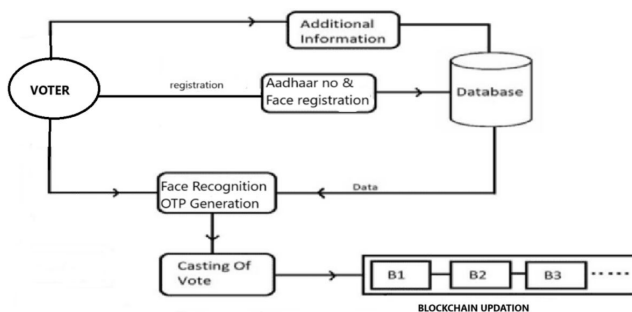 Additional
Information
VOTER
registration
Aadhaar no &
Face registration
Database
Face Recognition
OTP Generation
Data
Casting Of
Vote
B1
B2
B3
BLOCKCHAIN UPDATION